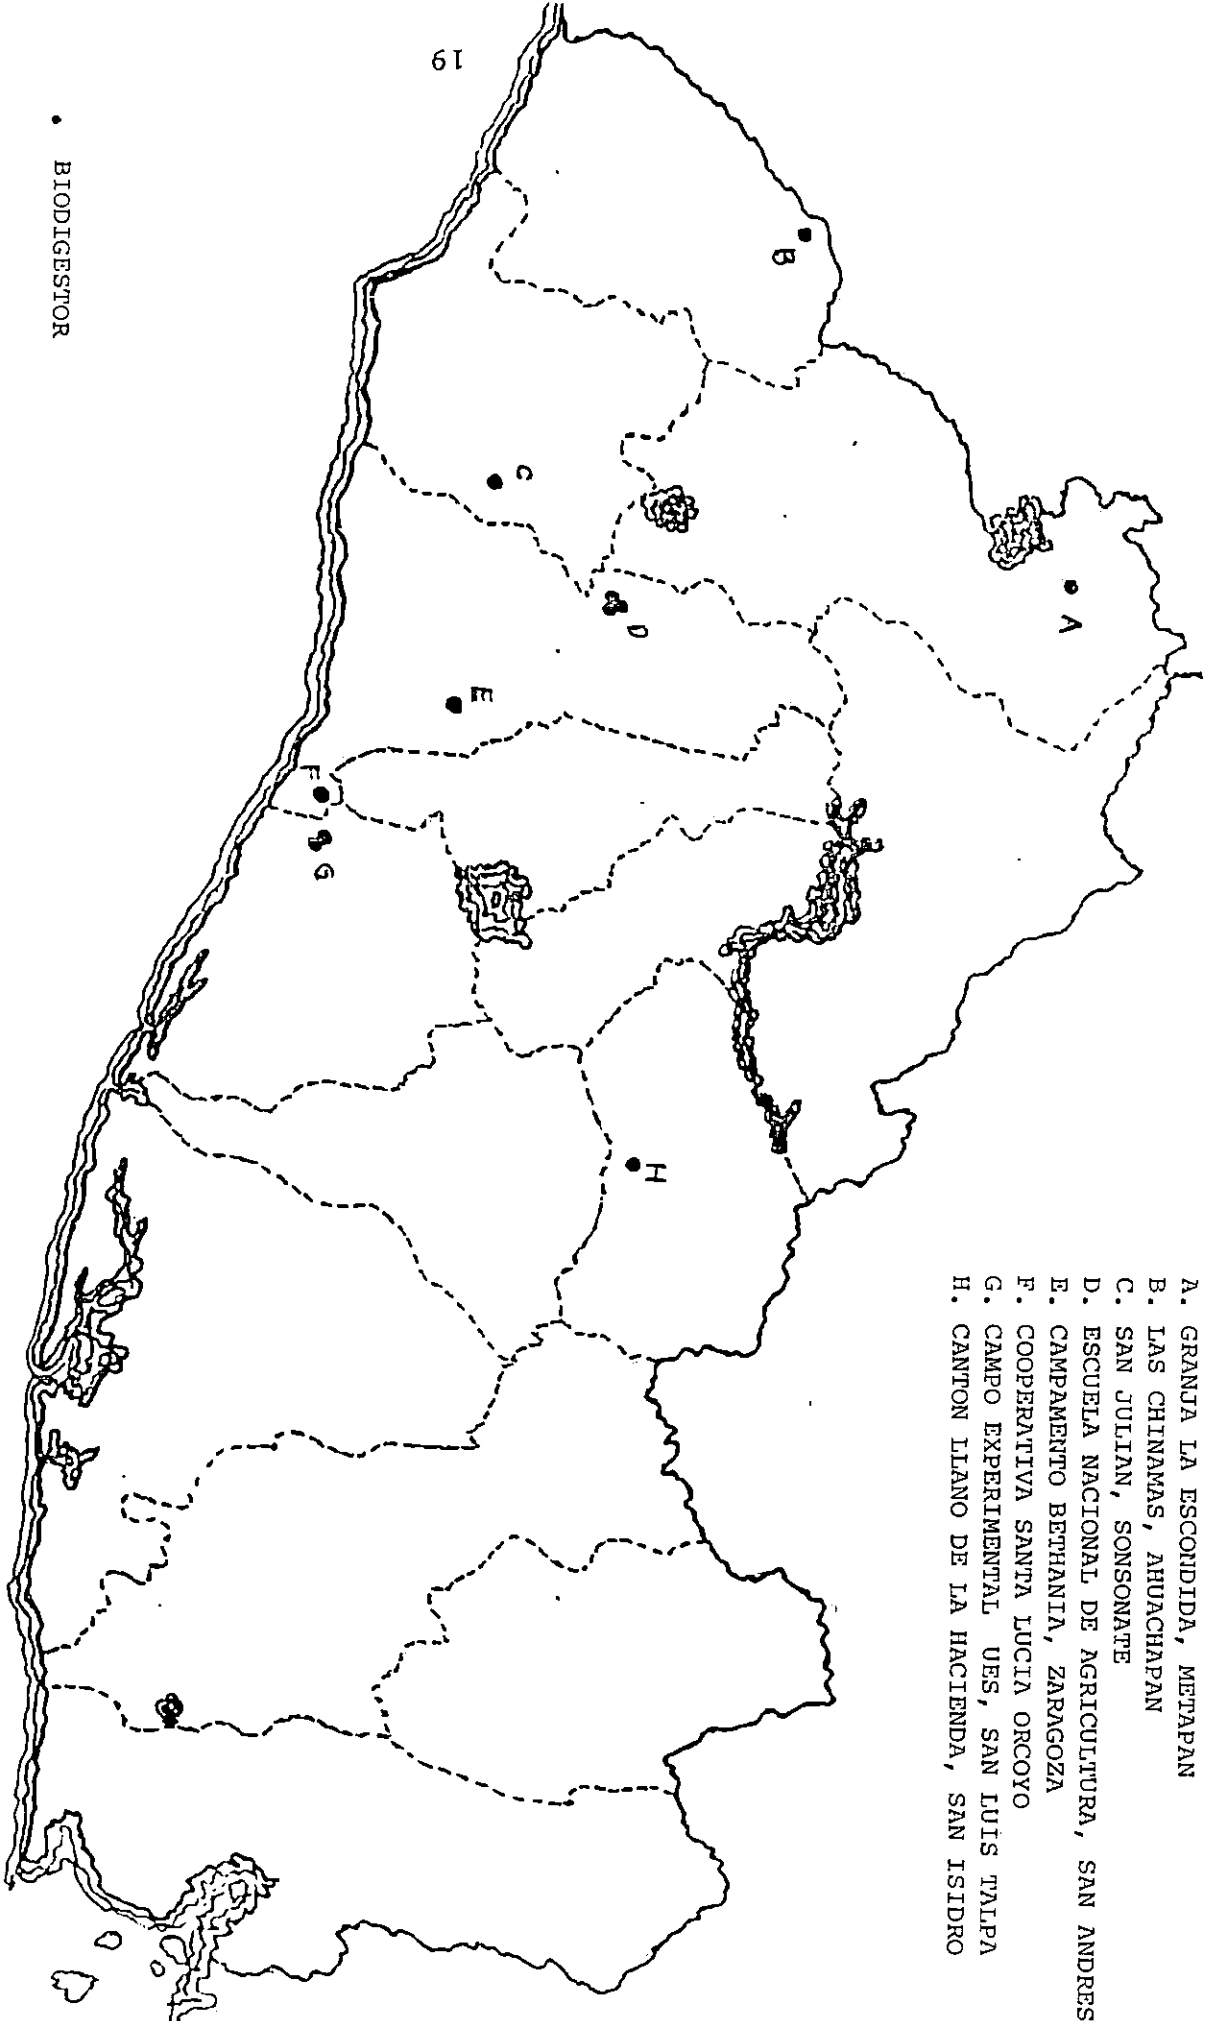 A. GRANJA LA ESCONDIDA, METAPAN
B. LAS CHINAMAS, AHUACHAPAN
C. SAN JULIAN, SONSONATE
D. ESCUELA NACIONAL DE AGRICULTURA, SAN ANDRES
E. CAMPAMENTO BETHANIA, ZARAGOZA
F. COOPERATIVA SANTA LUCIA ORCOYO
G. CAMPO EXPERIMENTAL UES, SAN LUIS TALPA
H. CANTON LLANO DE LA HACIENDA, SAN ISIDRO
A
B
C
D
E
F
G
H
• BIODIGESTOR
19